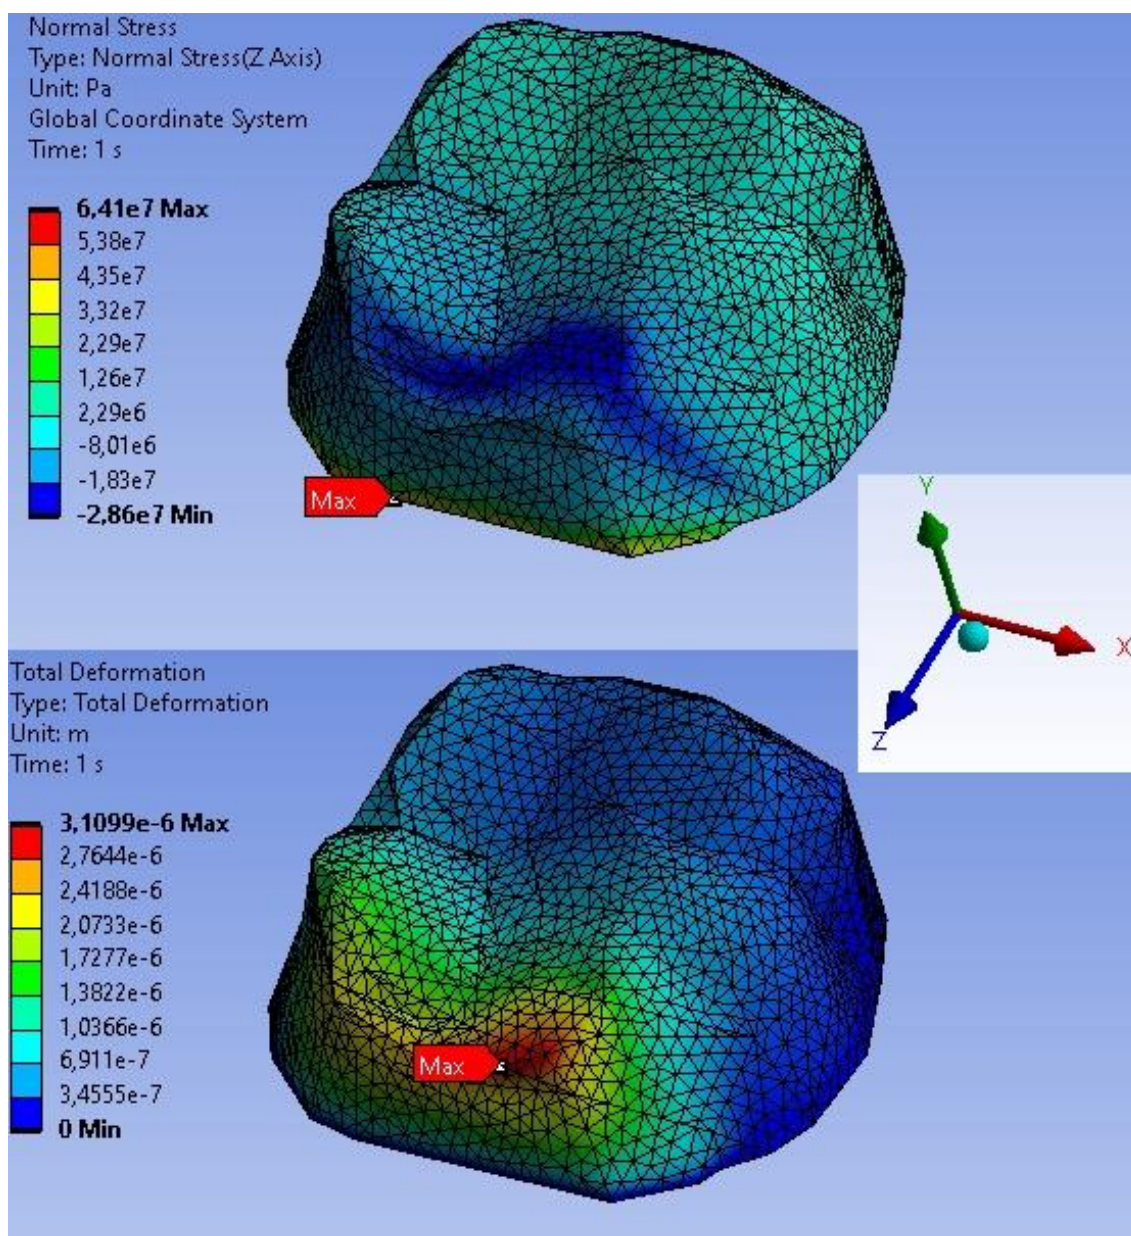 Normal Stress
Type: Normal Stress(Z Axis)
Unit: Pa
Global Coordinate System
Time: 1 s
6,41e7 Max
5,38e7
4,35e7
3,32e7
2,29e7
1,26e7
2,29e6
-8,01e6
-1,83e7
-2,86e7 Min
Max
Y
X
Z
Total Deformation
Type: Total Deformation
Unit: m
Time: 1 s
3,1099e-6 Max
2,7644e-6
2,4188e-6
2,0733e-6
1,7277e-6
1,3822e-6
1,0366e-6
6,911e-7
3,4555e-7
0 Min
Max